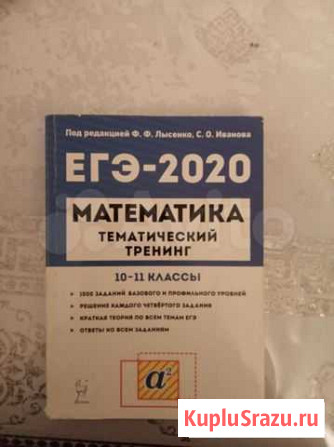 Под редакцией Ф. Ф. Лысенко, С. О. Иванова
ЕГЭ-2020
МАТЕМАТИКА
ТЕМАТИЧЕСКИЙ
ТРЕНИНГ
10-11 КЛАССЫ
1200 ЗАДАНИЙ БАЗОВОГО И ПРОФИЛЬНОГО УРОВНЕЙ
РЕШЕНИЯ КАЖДОГО ЧЕТВЁРТОГО ЗАДАНИЯ
КРАТКАЯ ТЕОРИЯ ПО ВСЕМ ТЕМАМ ЕГЭ
ОТВЕТЫ КО ВСЕМ ЗАДАНИЯМ
a²
KupluSrazu.ru